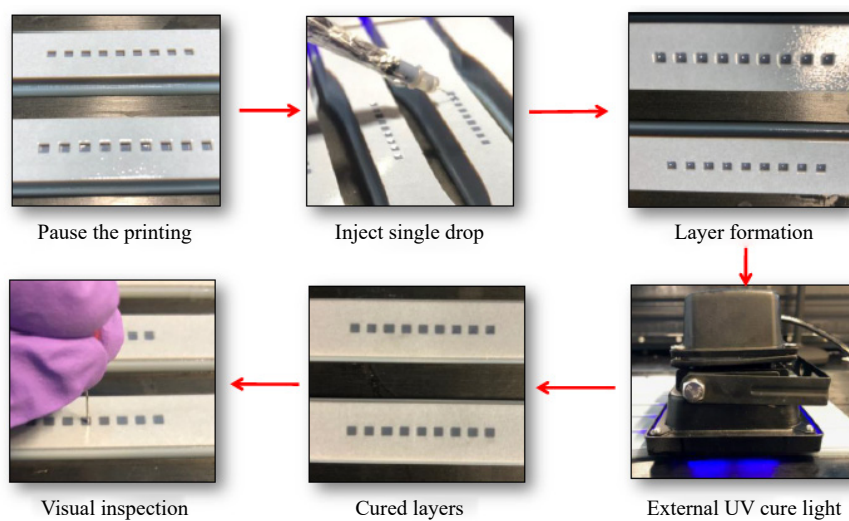 Pause the printing
Inject single drop
Layer formation
Visual inspection
Cured layers
External UV cure light